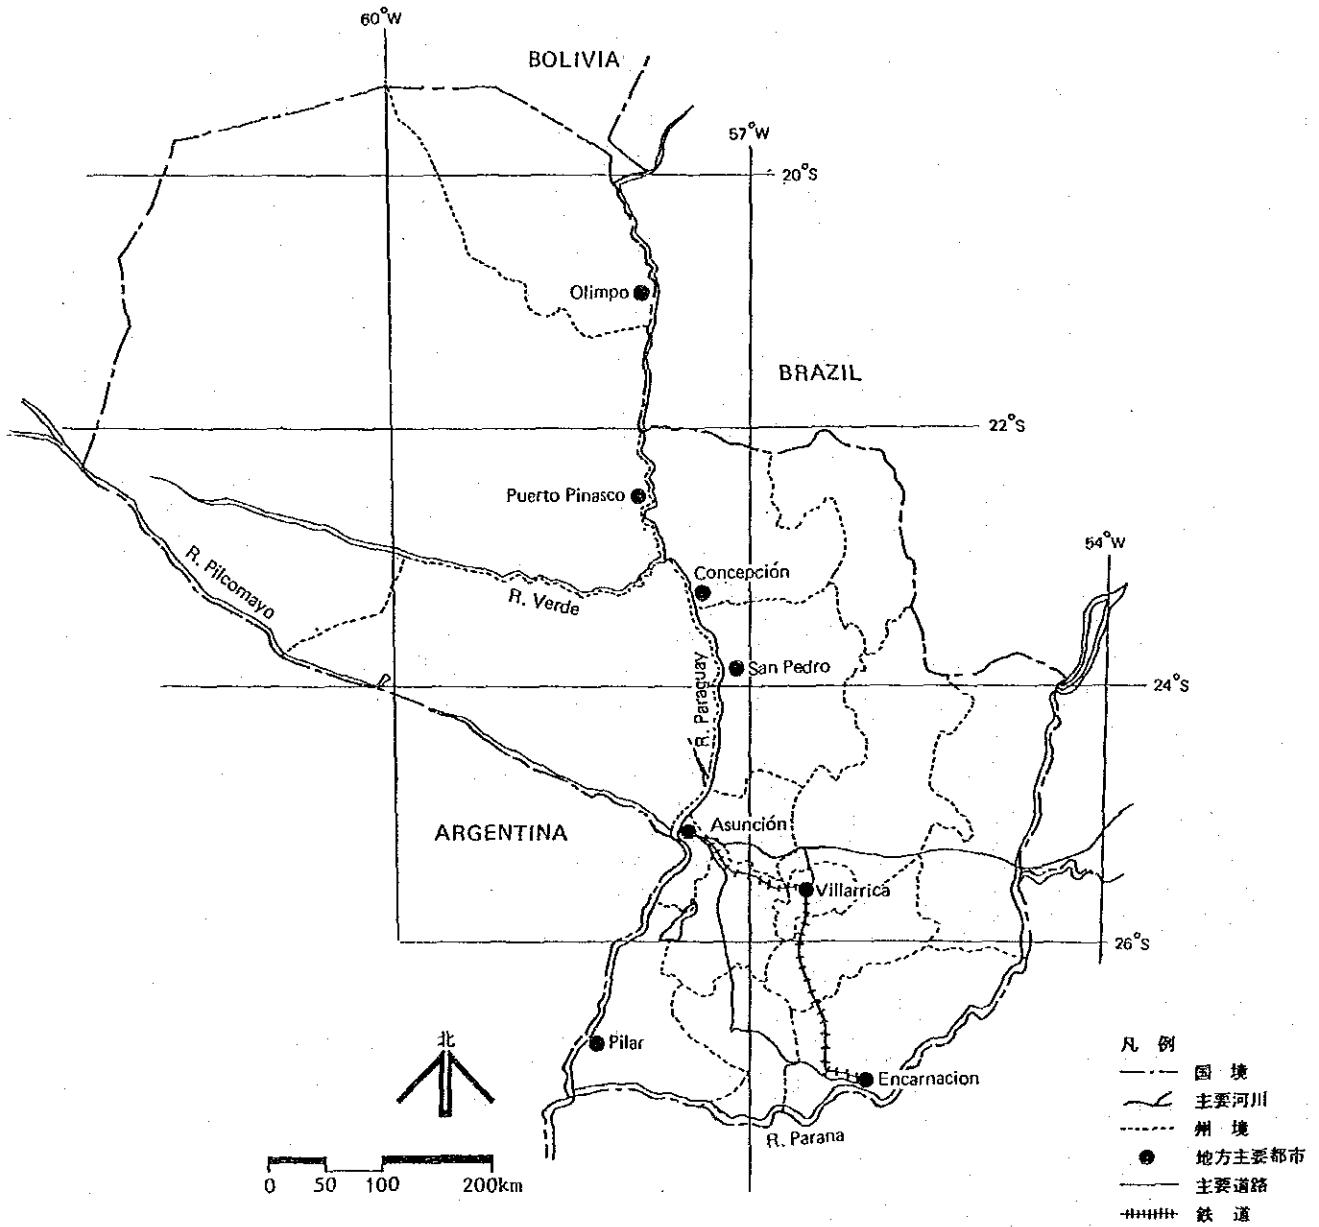 60°W
BOLIVIA
57°W
20°S
Olimpo
BRAZIL
22°S
Puerto Pinasco
54°W
R. Pilcomayo
Concepción
R. Verde
San Pedro
24°S
R. Paraguay
Asunción
ARGENTINA
Villarrica
26°S
北
Pilar
Encarnacion
R. Parana
0 50 100 200km
凡 例
国 境
主要河川
州 境
地方主要都市
主要道路
鉄 道